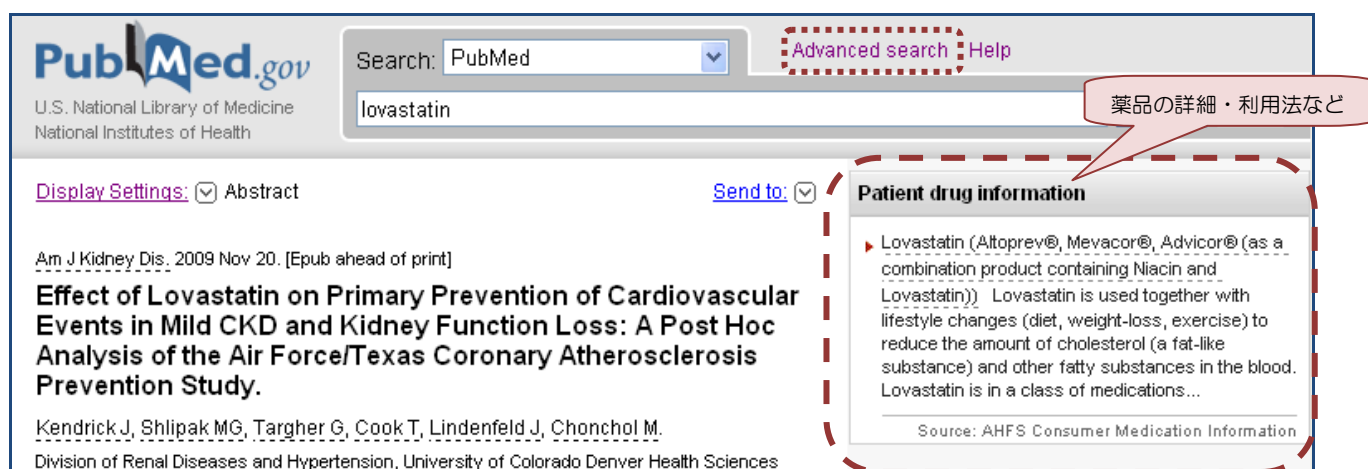 PubMed.gov
U.S. National Library of Medicine
National Institutes of Health
Search: PubMed
Advanced search Help
lovastatin
薬品の詳細・利用法など
Display Settings: Abstract
Send to:
Am J Kidney Dis. 2009 Nov 20. [Epub ahead of print]
Effect of Lovastatin on Primary Prevention of Cardiovascular
Events in Mild CKD and Kidney Function Loss: A Post Hoc
Analysis of the Air Force/Texas Coronary Atherosclerosis
Prevention Study.
Kendrick J, Shlipak MG, Targher G, Cook T, Lindenfeld J, Chonchol M.
Division of Renal Diseases and Hypertension, University of Colorado Denver Health Sciences
Patient drug information
Lovastatin (Altoprev®, Mevacor®, Advicor® (as a
combination product containing Niacin and
Lovastatin)) Lovastatin is used together with
lifestyle changes (diet, weight-loss, exercise) to
reduce the amount of cholesterol (a fat-like
substance) and other fatty substances in the blood.
Lovastatin is in a class of medications...
Source: AHFS Consumer Medication Information